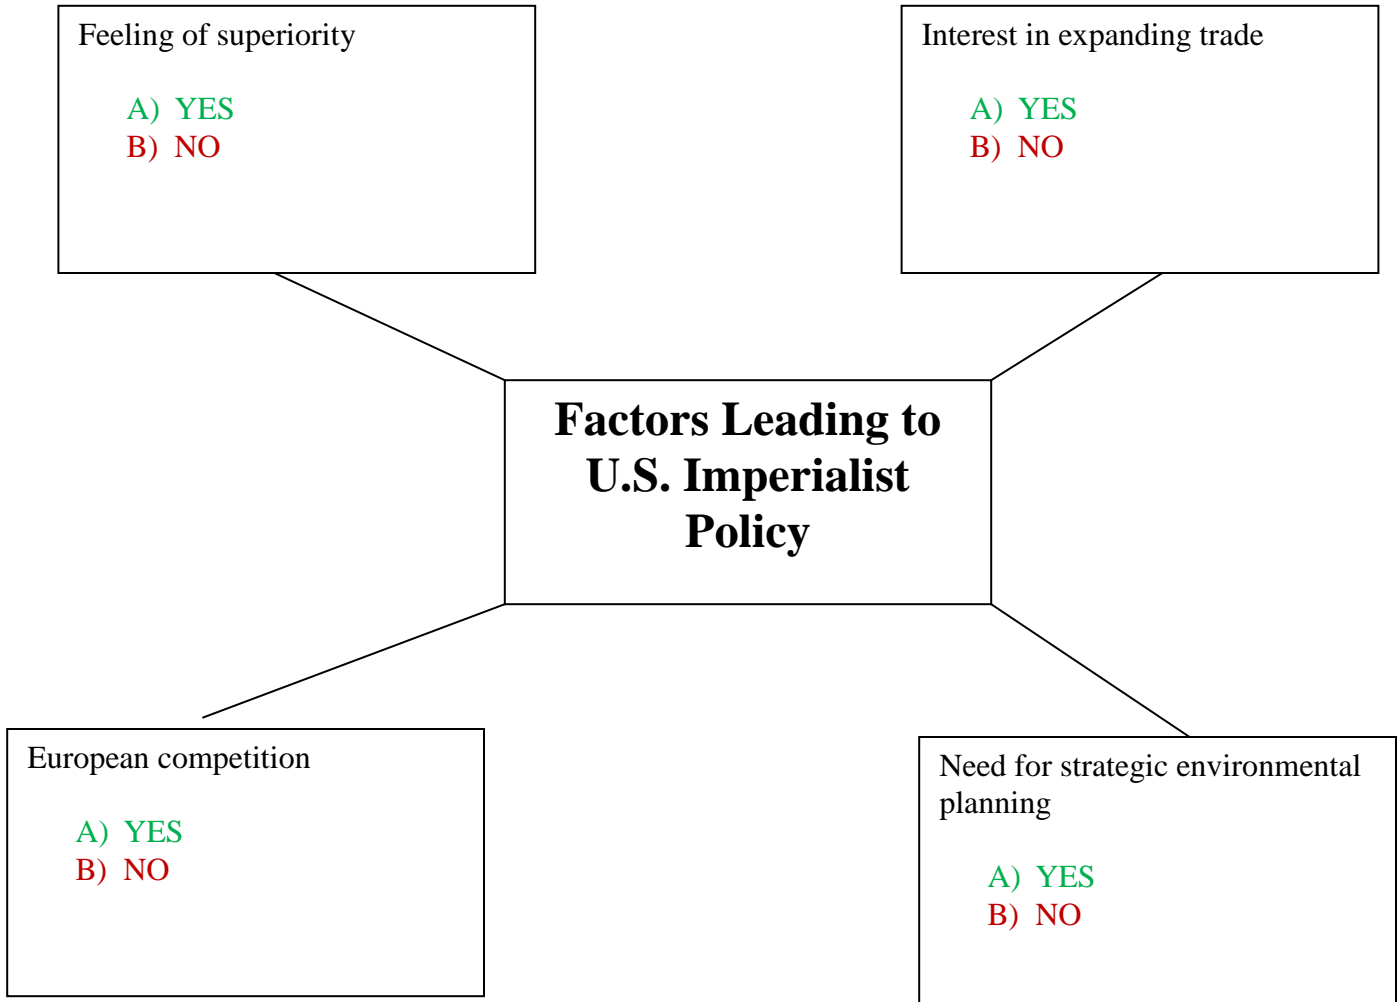 Feeling of superiority
A) YES
B) NO
Interest in expanding trade
A) YES
B) NO
Factors Leading to
U.S. Imperialist
Policy
European competition
A) YES
B) NO
Need for strategic environmental
planning
A) YES
B) NO